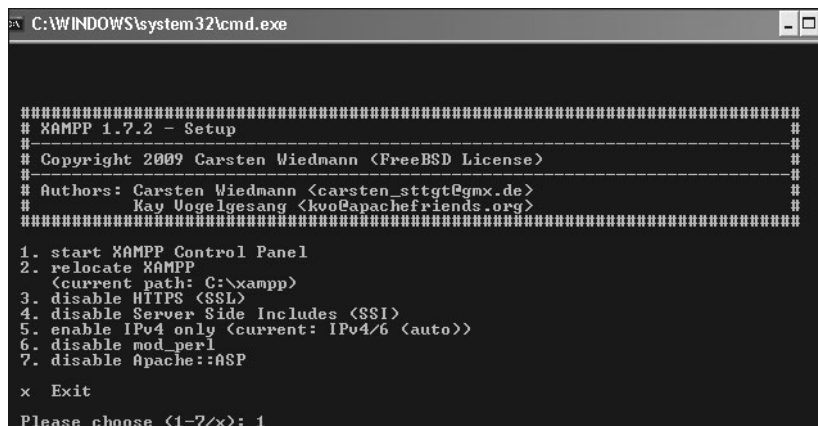 C:\WINDOWS\system32\cmd.exe
###############################################################################
# XAMPP 1.7.2 - Setup #
#-----------------------------------------------------------------------------#
# Copyright 2009 Carsten Wiedmann (FreeBSD License) #
#-----------------------------------------------------------------------------#
# Authors: Carsten Wiedmann <carsten_sttgt@gmx.de> #
# Kay Vogelgesang <kvo@apachefriends.org> #
###############################################################################
1. start XAMPP Control Panel
2. relocate XAMPP
(current path: C:\xampp)
3. disable HTTPS (SSL)
4. disable Server Side Includes (SSI)
5. enable IPv4 only (current: IPv4/6 (auto))
6. disable mod_perl
7. disable Apache::ASP
x Exit
Please choose (1-7/x): 1